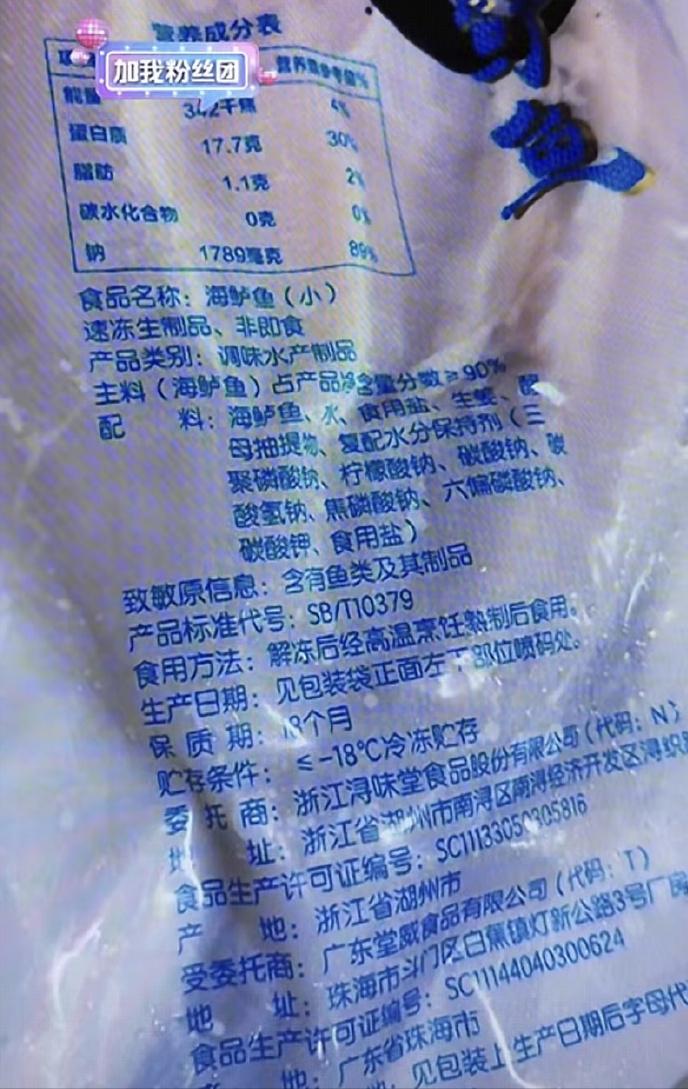 营养成分表
加我粉丝团
营养素参考值%
能量 342千焦 4%
蛋白质 17.7克 30%
脂肪 1.1克 2%
碳水化合物 0克 0%
钠 1789毫克 89%
鱼
食品名称：海鲈鱼（小）
速冻生制品、非即食
产品类别：调味水产制品
主料（海鲈鱼）占产品净含量分数≥90%
配 料：海鲈鱼、水、食用盐、生姜、酵
母抽提物、复配水分保持剂（三
聚磷酸钠、柠檬酸钠、碳酸钠、碳
酸氢钠、焦磷酸钠、六偏磷酸钠、
碳酸钾、食用盐）
致敏原信息：含有鱼类及其制品
产品标准代号：SB/T10379
食用方法：解冻后经高温烹饪熟制后食用。
生产日期：见包装袋正面左下部位喷码处。
保 质 期：18个月
贮存条件：≤-18℃冷冻贮存
委 托 商：浙江浔味堂食品股份有限公司（代码：N）
地 址：浙江省湖州市南浔区南浔经济开发区浔织
食品生产许可证编号：SC11133050305816
产 地：浙江省湖州市
受委托商：广东堂威食品有限公司（代码：T）
地 址：珠海市斗门区白蕉镇灯新公路3号厂房
食品生产许可证编号：SC11144040300624
地：广东省珠海市
见包装上生产日期后字母代